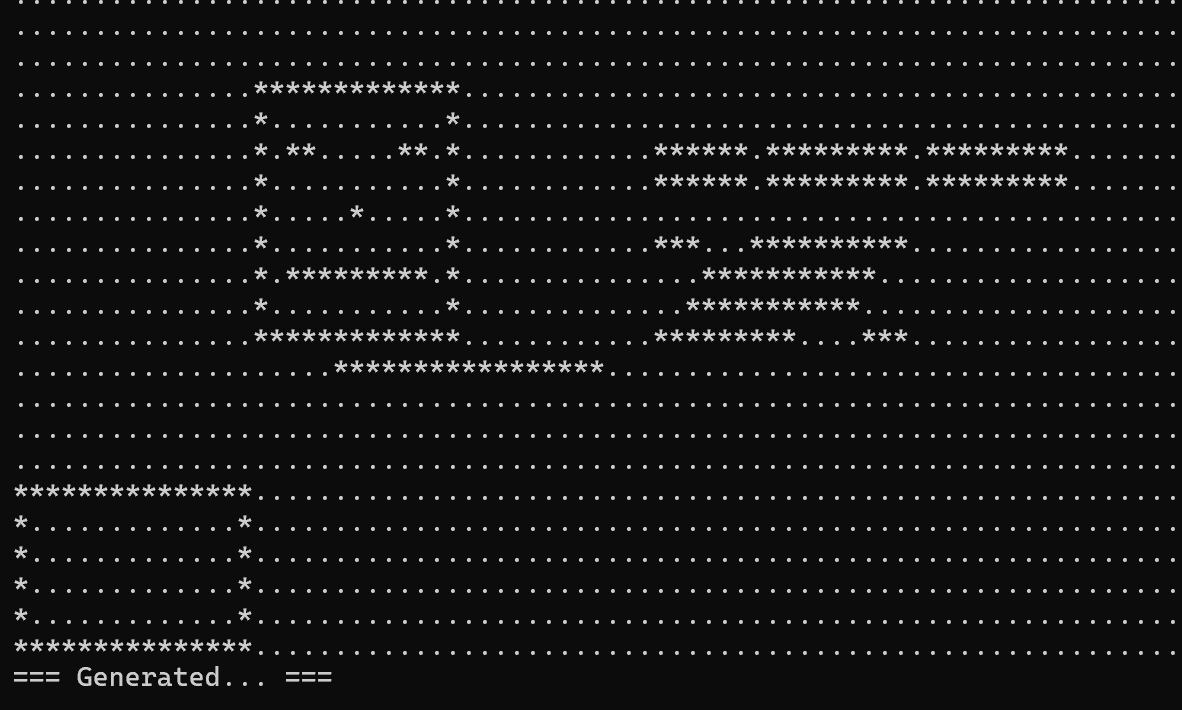 === Generated... ===